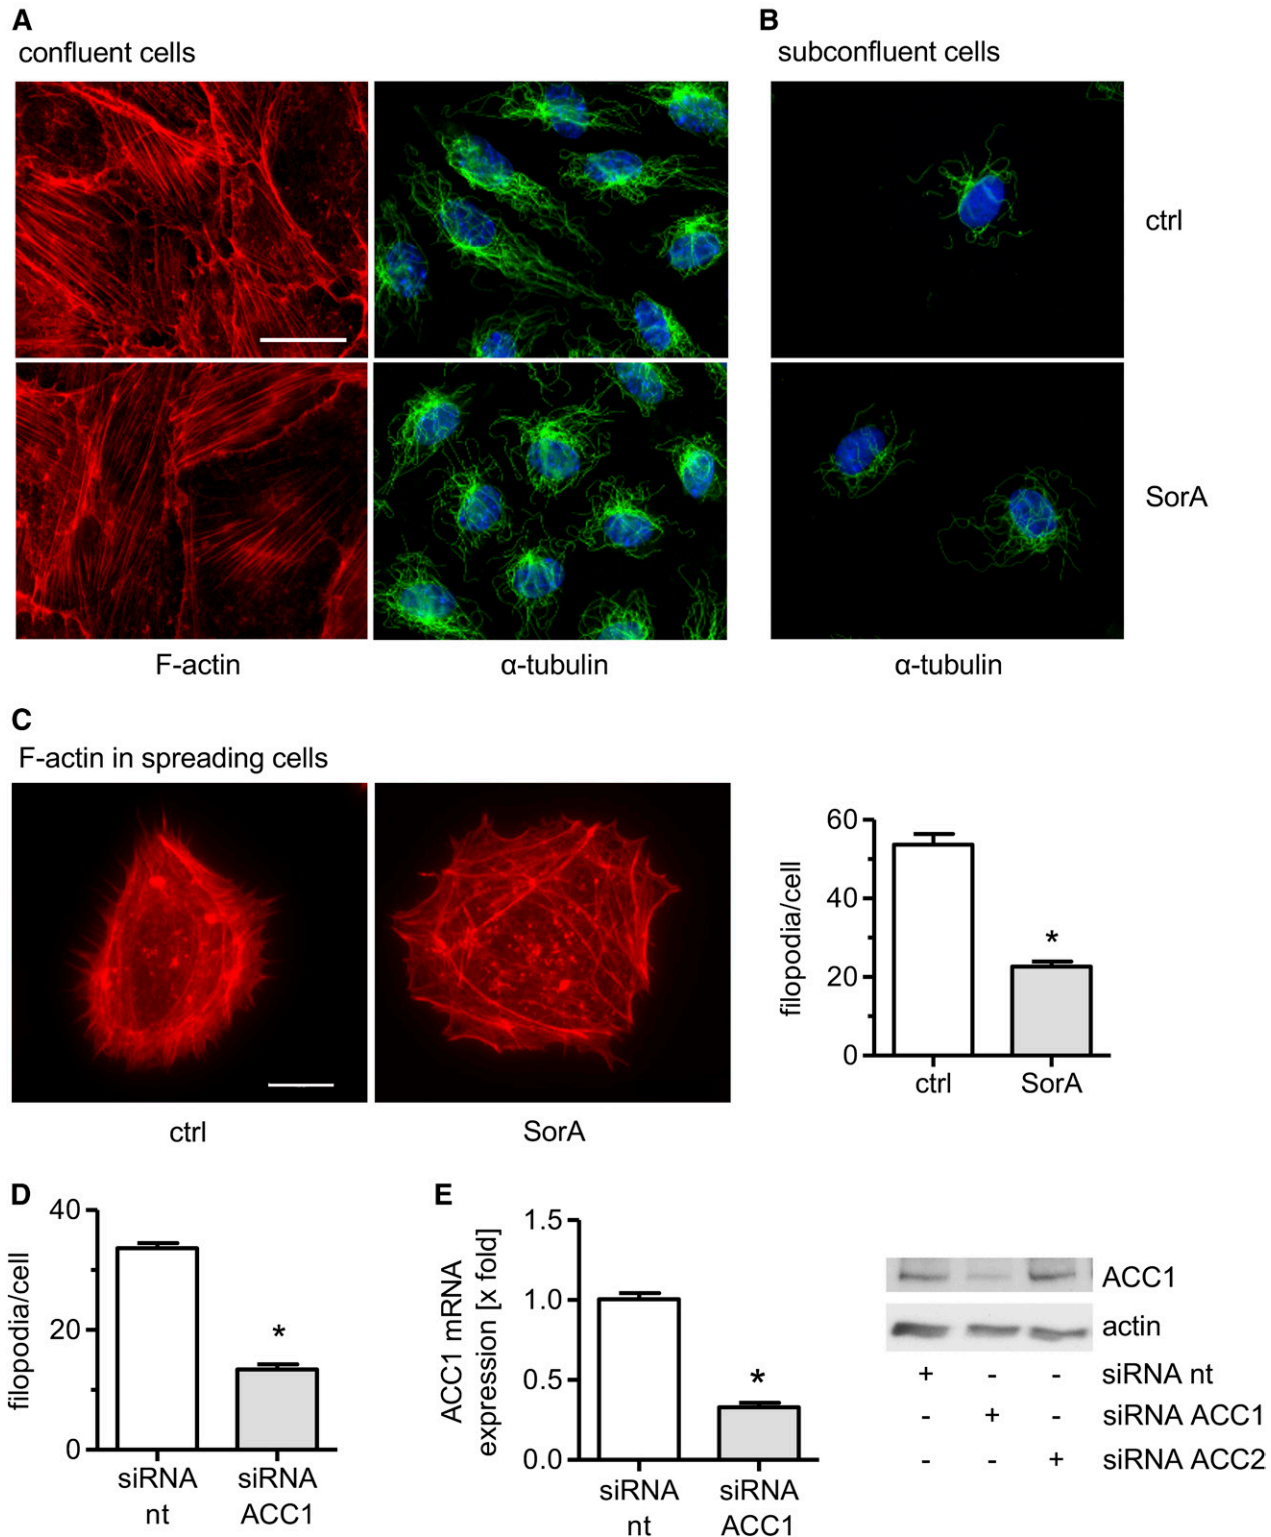 A
confluent cells
B
subconfluent cells
ctrl
SorA
F-actin
α-tubulin
α-tubulin
C
F-actin in spreading cells
ctrl
SorA
filopodia/cell
60
40
20
0
ctrl
SorA
*
D
filopodia/cell
40
20
0
*
siRNA
nt
siRNA
ACC1
E
ACC1 mRNA
expression [x fold]
1.5
1.0
0.5
0.0
*
siRNA
nt
siRNA
ACC1
ACC1
actin
+ - - siRNA nt
- + - siRNA ACC1
- - + siRNA ACC2